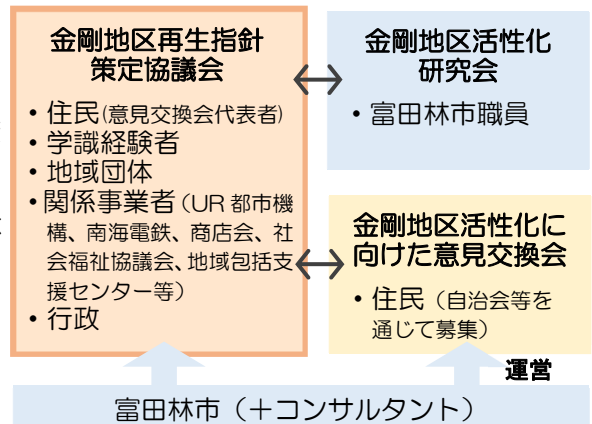 金剛地区再生指針
策定協議会
・住民(意見交換会代表者)
・学識経験者
・地域団体
・関係事業者（UR 都市機
構、南海電鉄、商店会、社
会福祉協議会、地域包括支
援センター等）
・行政
金剛地区活性化
研究会
・富田林市職員
金剛地区活性化に
向けた意見交換会
・住民（自治会等を
通じて募集）
運営
富田林市（＋コンサルタント）